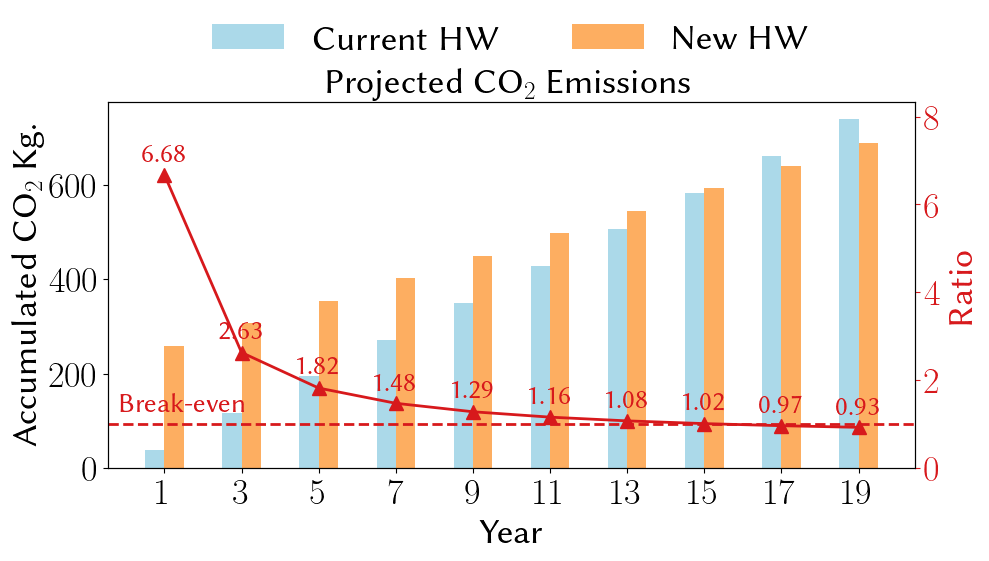 Current HW New HW
Projected CO₂ Emissions
Accumulated CO₂ Kg.
600
400
200
0
6.68
2.63
1.82
1.48
1.29
1.16
1.08
1.02
0.97
0.93
Break-even
8
6
4
2
0
Ratio
1 3 5 7 9 11 13 15 17 19
Year